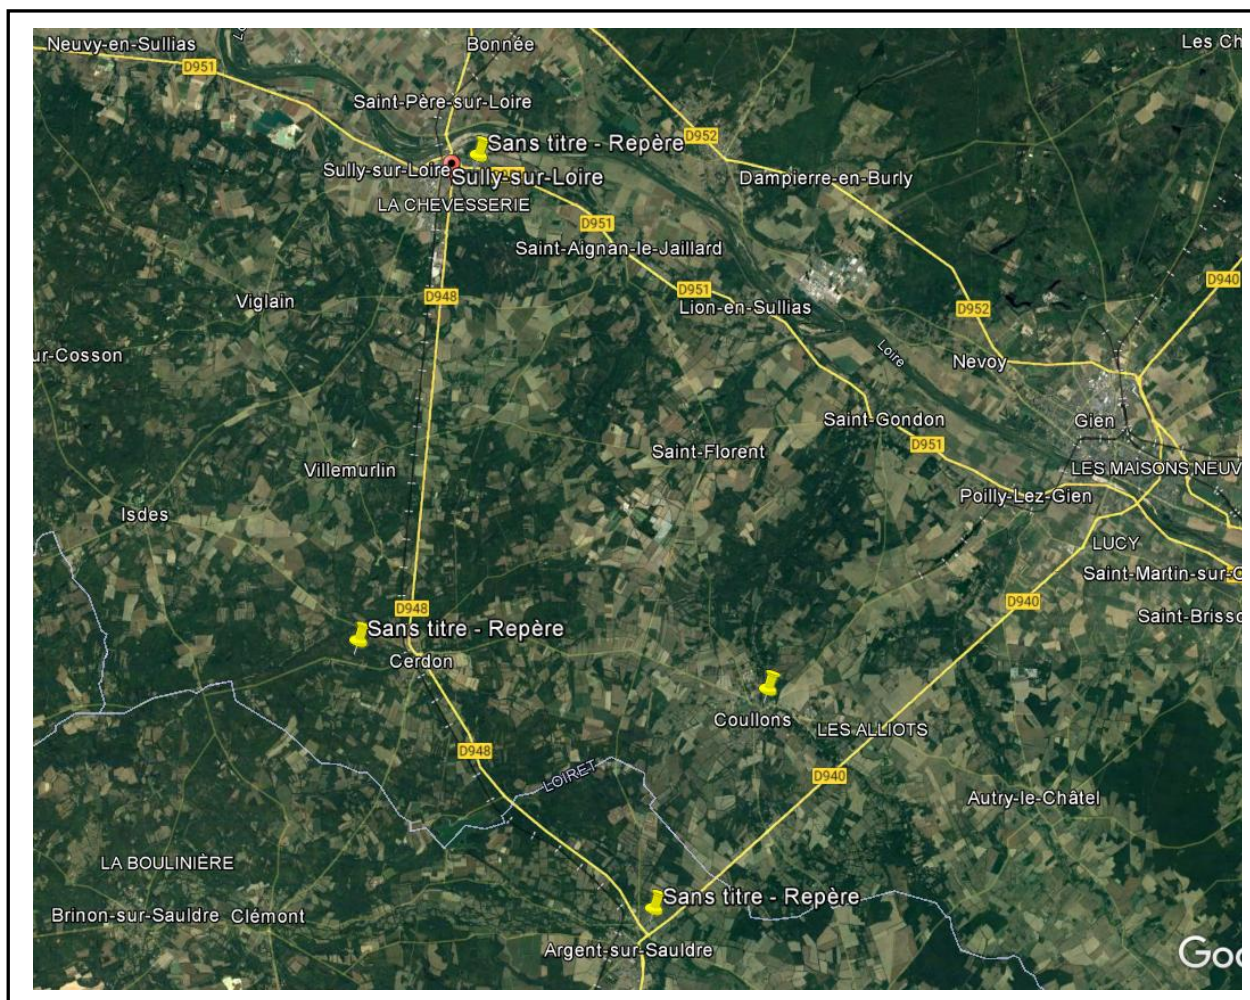 Neuvy-en-Sullias
Bonnée
Les Ch
D951
Saint-Père-sur-Loire
D952
Sans titre - Repère
Sully-sur-Loire
Sully-sur-Loire
Dampierre-en-Burly
LA CHEVESSERIE
D951
Saint-Aignan-le-Jaillard
D940
D951
D948
Viglain
Lion-en-Sullias
D952
ur-Cosson
Loire
Nevoy
Saint-Gondon
Gien
D951
Saint-Florent
Villemurlin
LES MAISONS NEUV
Poilly-Lez-Gien
Isdes
LUCY
Saint-Martin-sur-O
D940
D948
Saint-Brisso
Sans titre - Repère
Cerdon
Coullons
LES ALLIOTS
D948
LOIRET
D940
Autry-le-Châtel
LA BOULINIÈRE
Sans titre - Repère
Brinon-sur-Sauldre
Clémont
Argent-sur-Sauldre
Goo